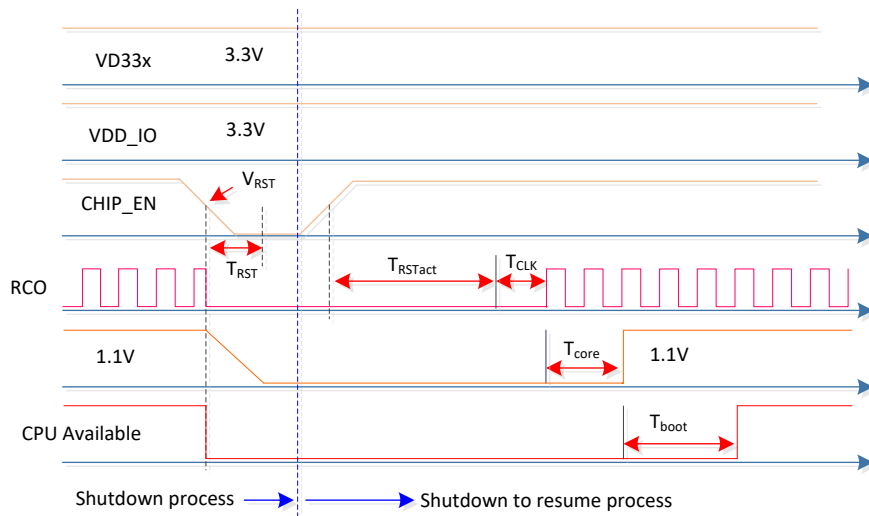 VD33x 3.3V
VDD_IO 3.3V
CHIP_EN VRST
TRST
RCO TRSTact TCLK
1.1V Tcore 1.1V
CPU Available Tboot
Shutdown process Shutdown to resume process